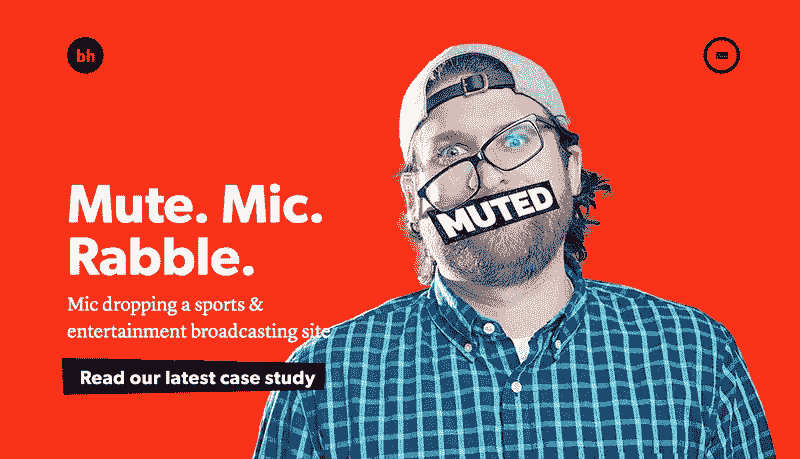 bh
MUTED
Mute. Mic.
Rabble.
Mic dropping a sports &
entertainment broadcasting site
Read our latest case study